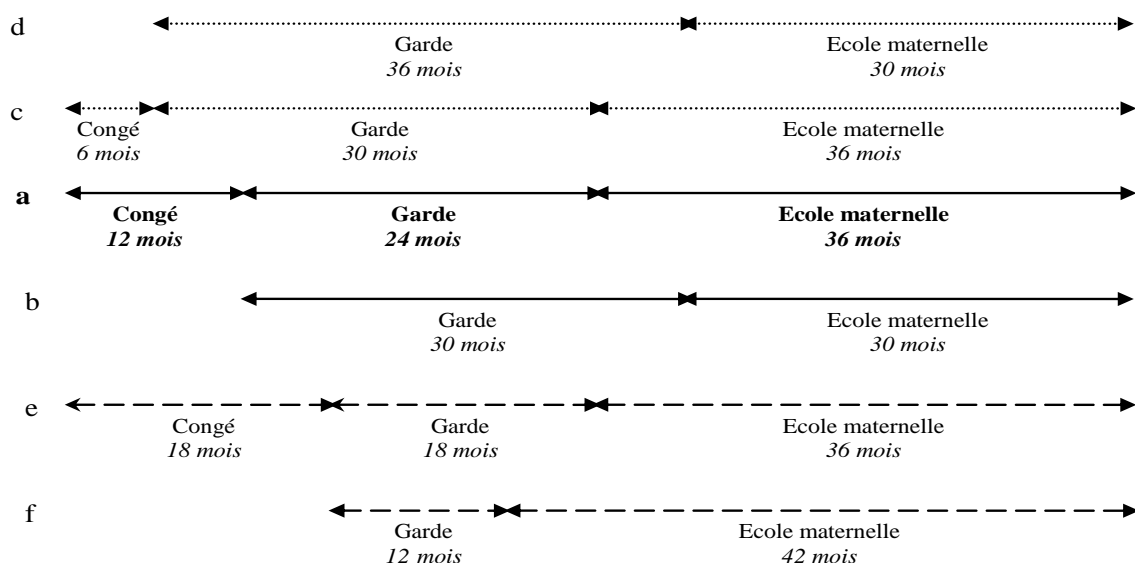 d
Garde Ecole maternelle
36 mois 30 mois
c
Congé Garde Ecole maternelle
6 mois 30 mois 36 mois
a
Congé Garde Ecole maternelle
12 mois 24 mois 36 mois
b
Garde Ecole maternelle
30 mois 30 mois
e
Congé Garde Ecole maternelle
18 mois 18 mois 36 mois
f
Garde Ecole maternelle
12 mois 42 mois